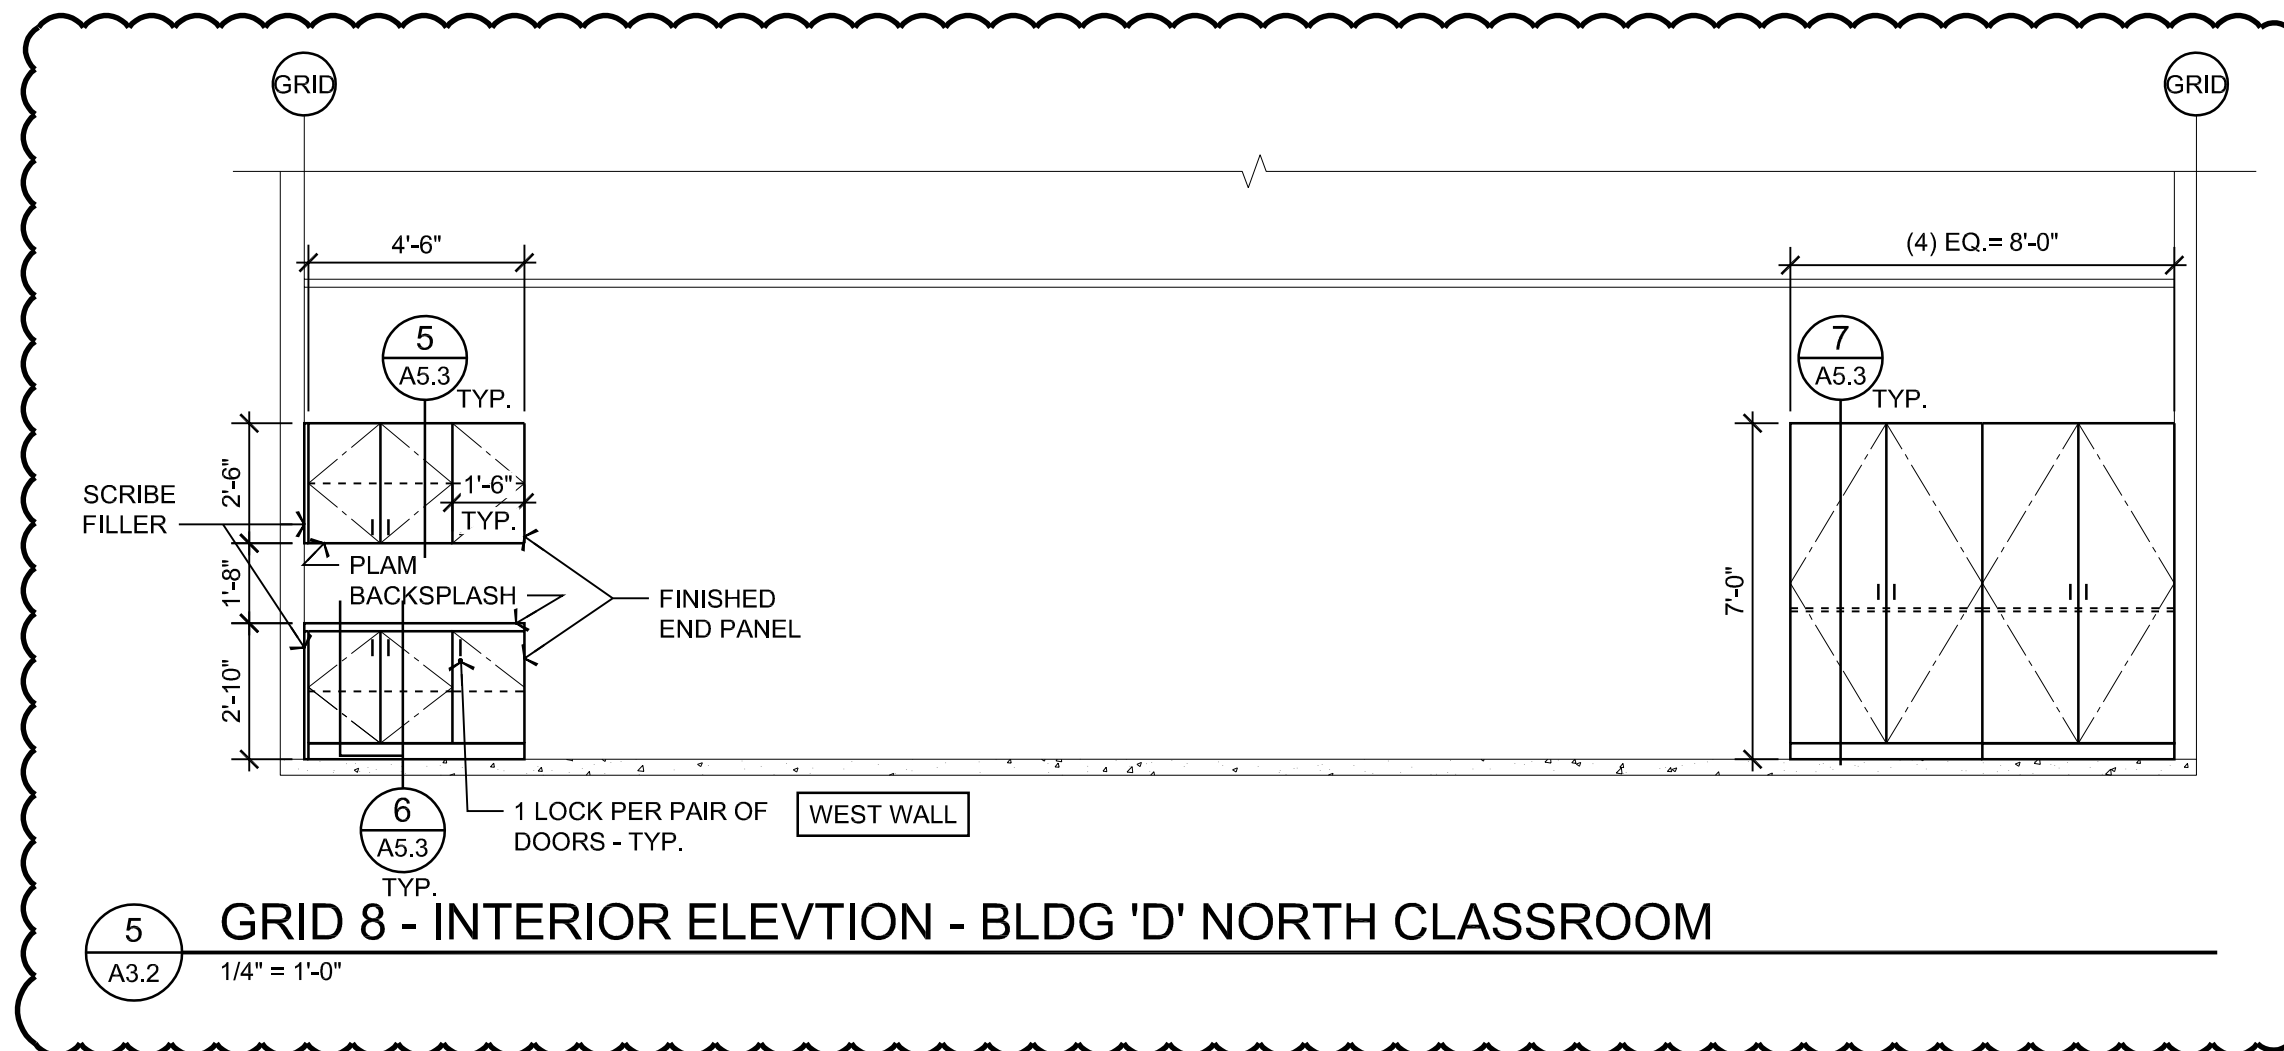 GRID
GRID
4'-6"
(4) EQ.= 8'-0"
5
A5.3
TYP.
7
A5.3
TYP.
2'-6"
1'-6"
TYP.
SCRIBE
FILLER
PLAM
BACKSPLASH
1'-8"
FINISHED
END PANEL
7'-0"
2'-10"
6
A5.3
TYP.
1 LOCK PER PAIR OF
DOORS - TYP.
WEST WALL
5
A3.2
GRID 8 - INTERIOR ELEVTION - BLDG 'D' NORTH CLASSROOM
1/4" = 1'-0"